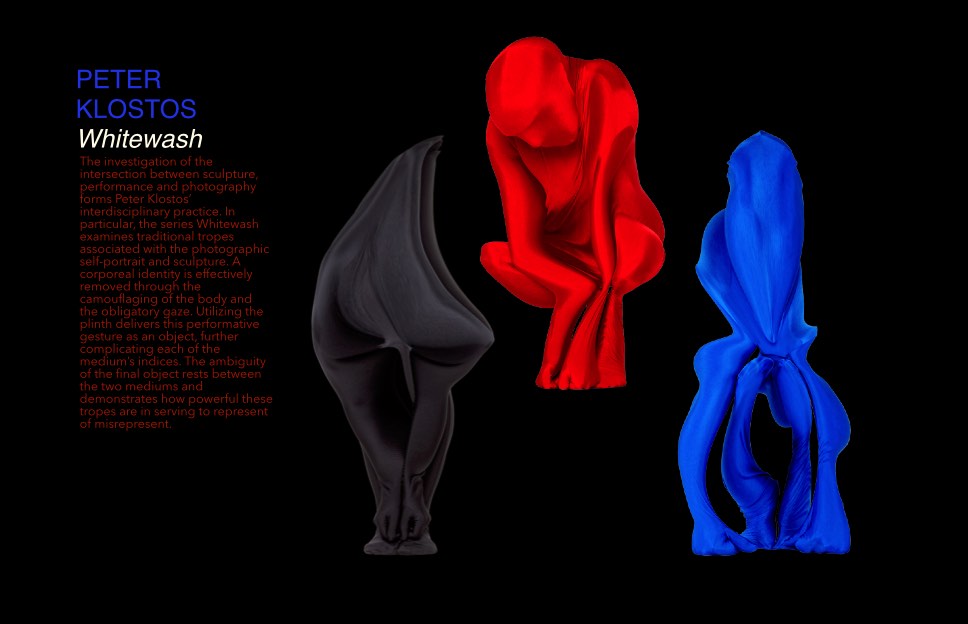 PETER
KLOSTOS
Whitewash
The investigation of the
intersection between sculpture,
performance and photography
forms Peter Klostos'
interdisciplinary practice. In
particular, the series Whitewash
examines traditional tropes
associated with the photographic
self-portrait and sculpture. A
corporeal identity is effectively
removed through the
camouflaging of the body and
the obligatory gaze. Utilizing the
plinth delivers this performative
gesture as an object, further
complicating each of the
medium's indices. The ambiguity
of the final object rests between
the two mediums and
demonstrates how powerful these
tropes are in serving to represent
of misrepresent.